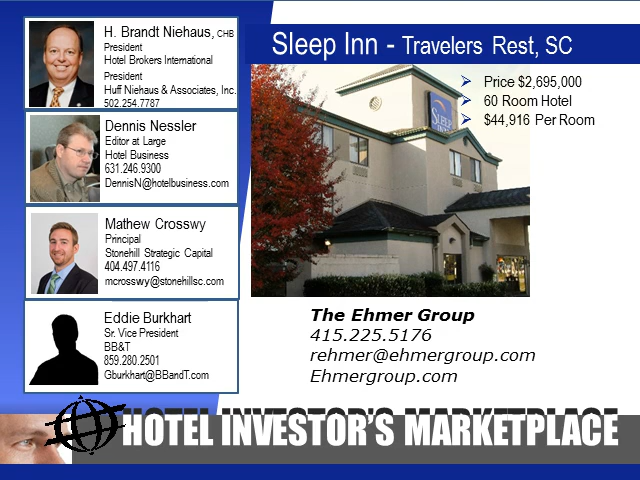 H. Brandt Niehaus, CHB
President
Hotel Brokers International
President
Huff Niehaus & Associates, Inc.
502.254.7787
Dennis Nessler
Editor at Large
Hotel Business
631.246.9300
DennisN@hotelbusiness.com
Mathew Crosswy
Principal
Stonehill Strategic Capital
404.497.4116
mcrosswy@stonehillsc.com
Eddie Burkhart
Sr. Vice President
BB&T
859.280.2501
Gburkhart@BBandT.com
Sleep Inn - Travelers Rest, SC
Price $2,695,000
60 Room Hotel
$44,916 Per Room
SLEEP
INN
The Ehmer Group
415.225.5176
rehmer@ehmergroup.com
Ehmergroup.com
HOTEL INVESTOR'S MARKETPLACE